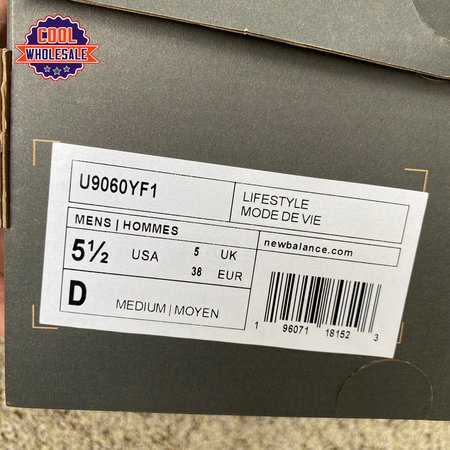 COOL
WHOLESALE
U9060YF1
LIFESTYLE
MODE DE VIE
MENS | HOMMES
newbalance.com
5½ USA 5 UK
38 EUR
D MEDIUM | MOYEN
1 96071 18152 3